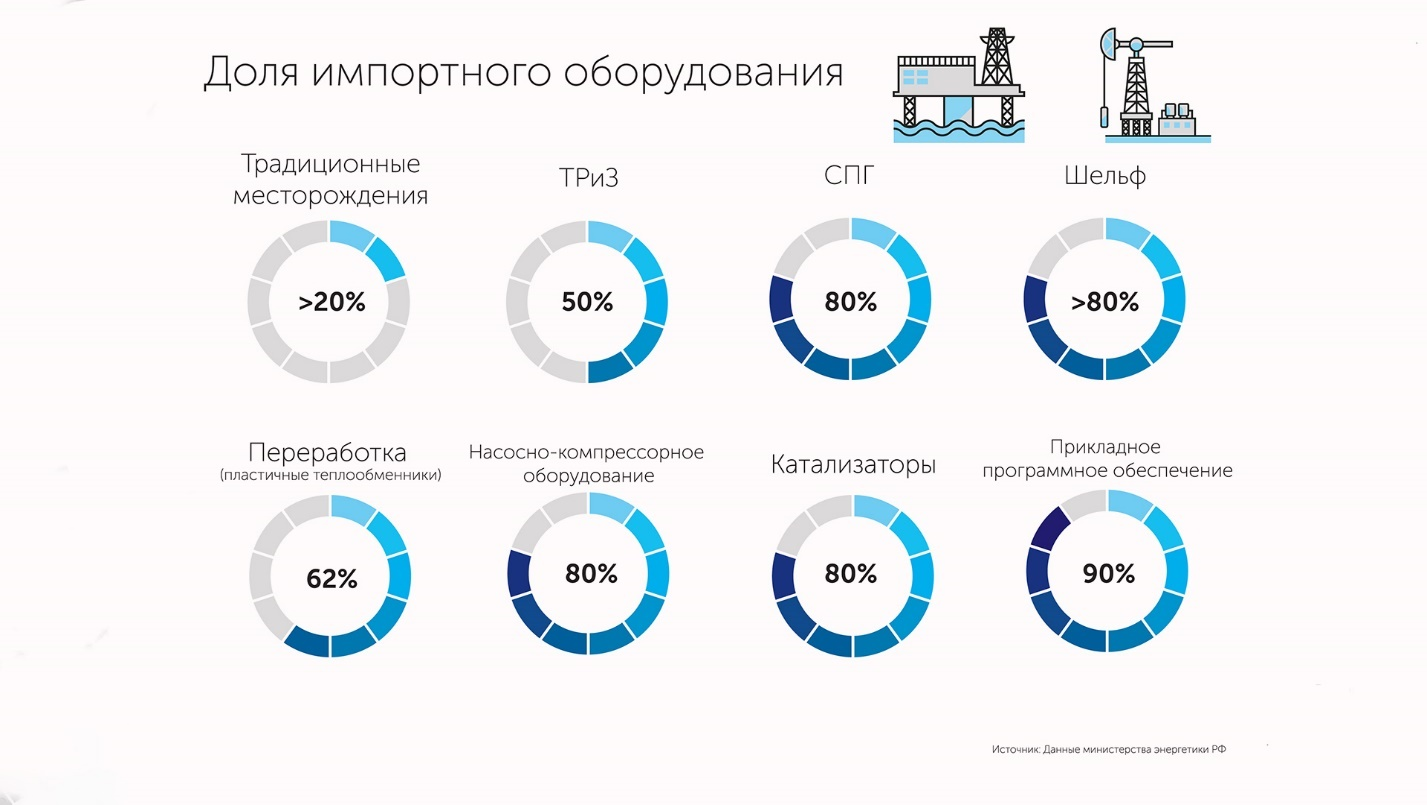 Доля импортного оборудования
Традиционные
месторождения
ТРиЗ
СПГ
Шельф
>20%
50%
80%
>80%
Переработка
(пластичные теплообменники)
Насосно-компрессорное
оборудование
Катализаторы
Прикладное
программное обеспечение
62%
80%
80%
90%
Источник: Данные министерства энергетики РФ